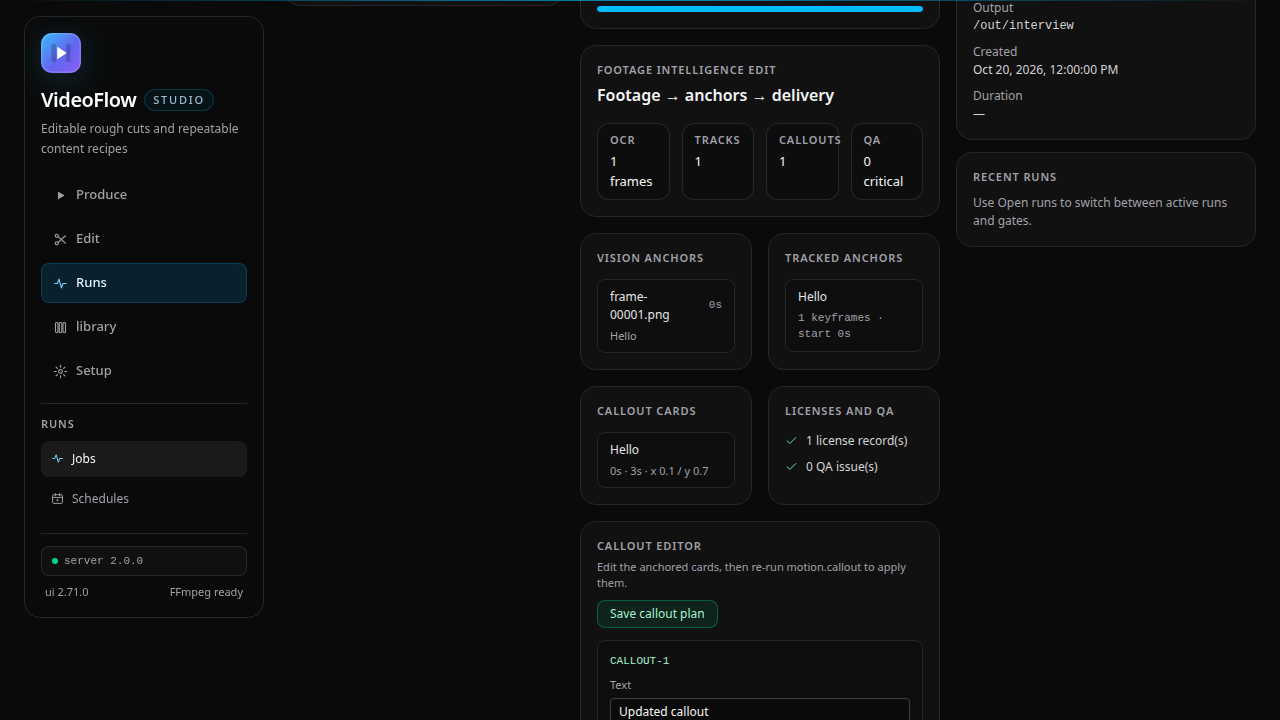 VideoFlow STUDIO
Editable rough cuts and repeatable
content recipes
Produce
Edit
Runs
library
Setup
RUNS
Jobs
Schedules
server 2.0.0
ui 2.71.0 FFmpeg ready
FOOTAGE INTELLIGENCE EDIT
Footage → anchors → delivery
OCR
1
frames
TRACKS
1
CALLOUTS
1
QA
0
critical
VISION ANCHORS
frame-
00001.png
0s
Hello
TRACKED ANCHORS
Hello
1 keyframes ·
start 0s
CALLOUT CARDS
Hello
0s · 3s · x 0.1 / y 0.7
LICENSES AND QA
1 license record(s)
0 QA issue(s)
CALLOUT EDITOR
Edit the anchored cards, then re-run motion.callout to apply
them.
Save callout plan
CALLOUT-1
Text
Updated callout
Output
/out/interview
Created
Oct 20, 2026, 12:00:00 PM
Duration
—
RECENT RUNS
Use Open runs to switch between active runs
and gates.